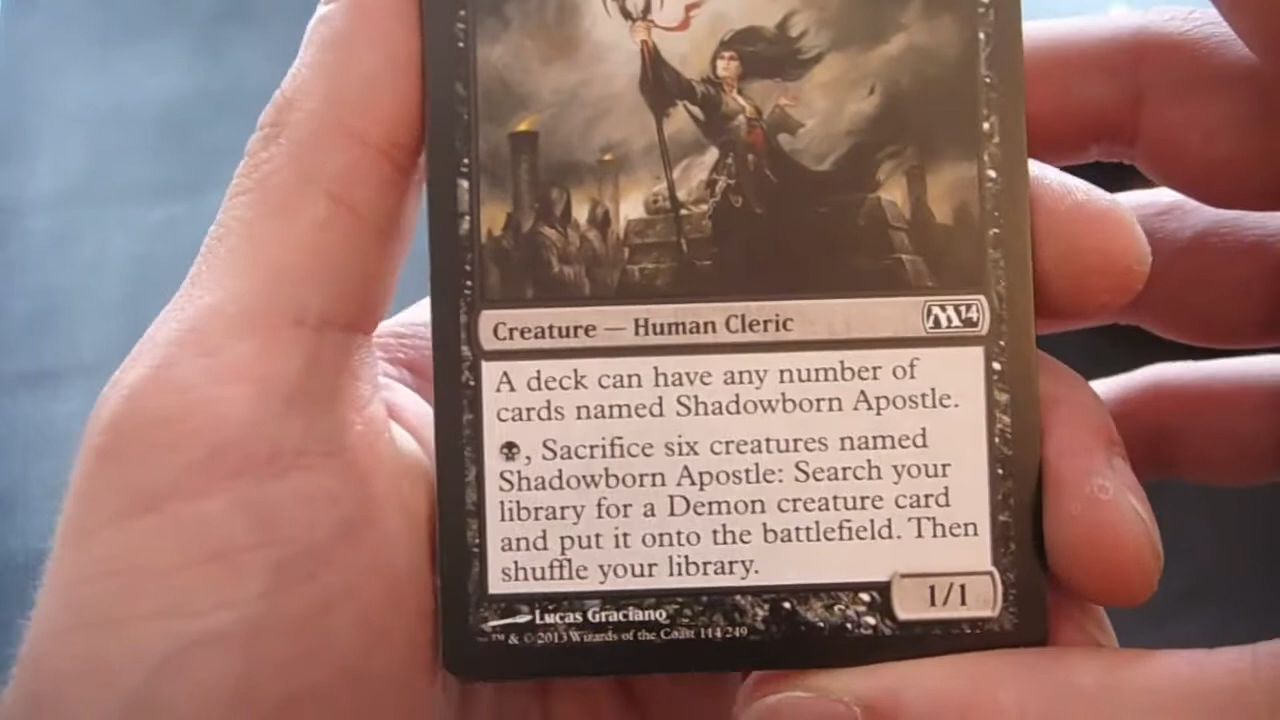 Creature — Human Cleric M14
A deck can have any number of
cards named Shadowborn Apostle.
, Sacrifice six creatures named
Shadowborn Apostle: Search your
library for a Demon creature card
and put it onto the battlefield. Then
shuffle your library.
1/1
Lucas Graciano
™ & © 2013 Wizards of the Coast 114/249